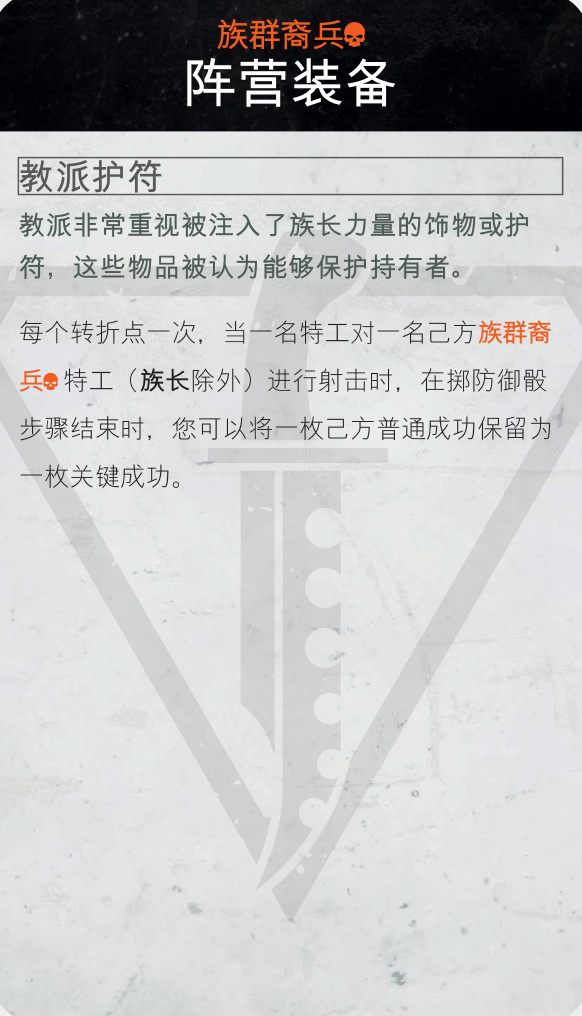 族群裔兵
阵营装备
教派护符
教派非常重视被注入了族长力量的饰物或护
符，这些物品被认为能够保护持有者。
每个转折点一次，当一名特工对一名己方族群裔
兵特工（族长除外）进行射击时，在掷防御骰
步骤结束时，您可以将一枚己方普通成功保留为
一枚关键成功。